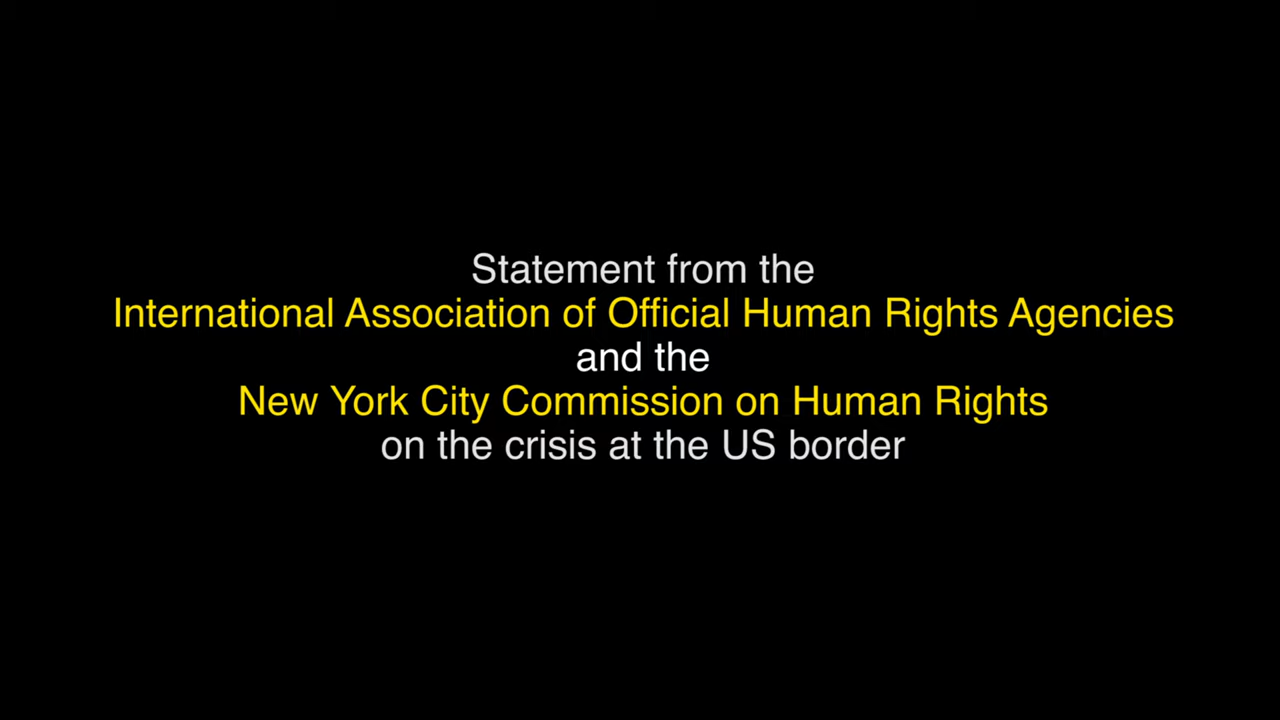 Statement from the
International Association of Official Human Rights Agencies
and the
New York City Commission on Human Rights
on the crisis at the US border